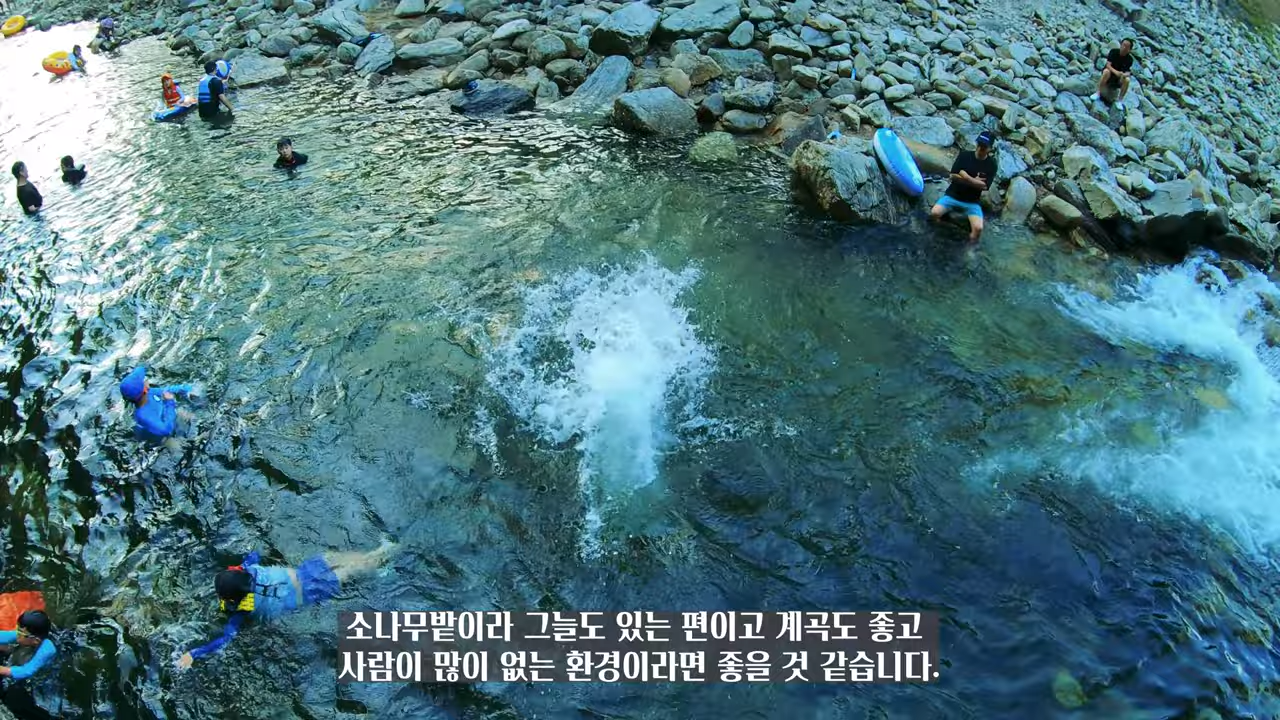 소나무밭이라 그늘도 있는 편이고 계곡도 좋고
사람이 많이 없는 환경이라면 좋을 것 같습니다.